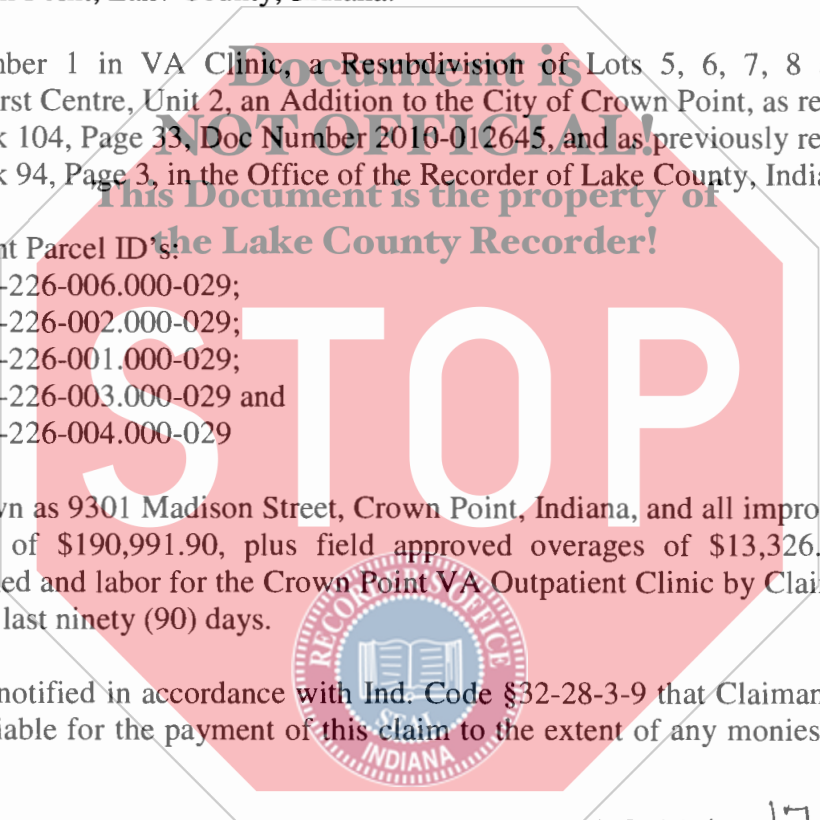 Document is
NOT OFFICIAL!
This Document is the property of
the Lake County Recorder!
STOP
mber 1 in VA Clinic, a Resubdivision of Lots 5, 6, 7, 8
rst Centre, Unit 2, an Addition to the City of Crown Point, as re
k 104, Page 33, Doc Number 2010-012645, and as previously re
k 94, Page 3, in the Office of the Recorder of Lake County, India
nt Parcel ID's:
-226-006.000-029;
-226-002.000-029;
-226-001.000-029;
-226-003.000-029 and
-226-004.000-029
wn as 9301 Madison Street, Crown Point, Indiana, and all impro
of $190,991.90, plus field approved overages of $13,326.
ed and labor for the Crown Point VA Outpatient Clinic by Clai
last ninety (90) days.
notified in accordance with Ind. Code §32-28-3-9 that Claiman
iable for the payment of this claim to the extent of any monies
RECORDER'S OFFICE
SEAL
INDIANA